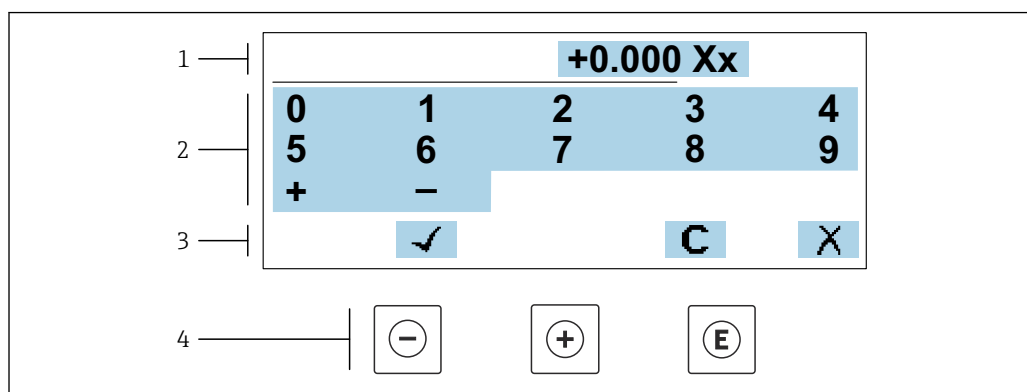 1 +0.000 Xx
0 1 2 3 4
2 5 6 7 8 9
+ −
3 ✓ C X
4 − + E